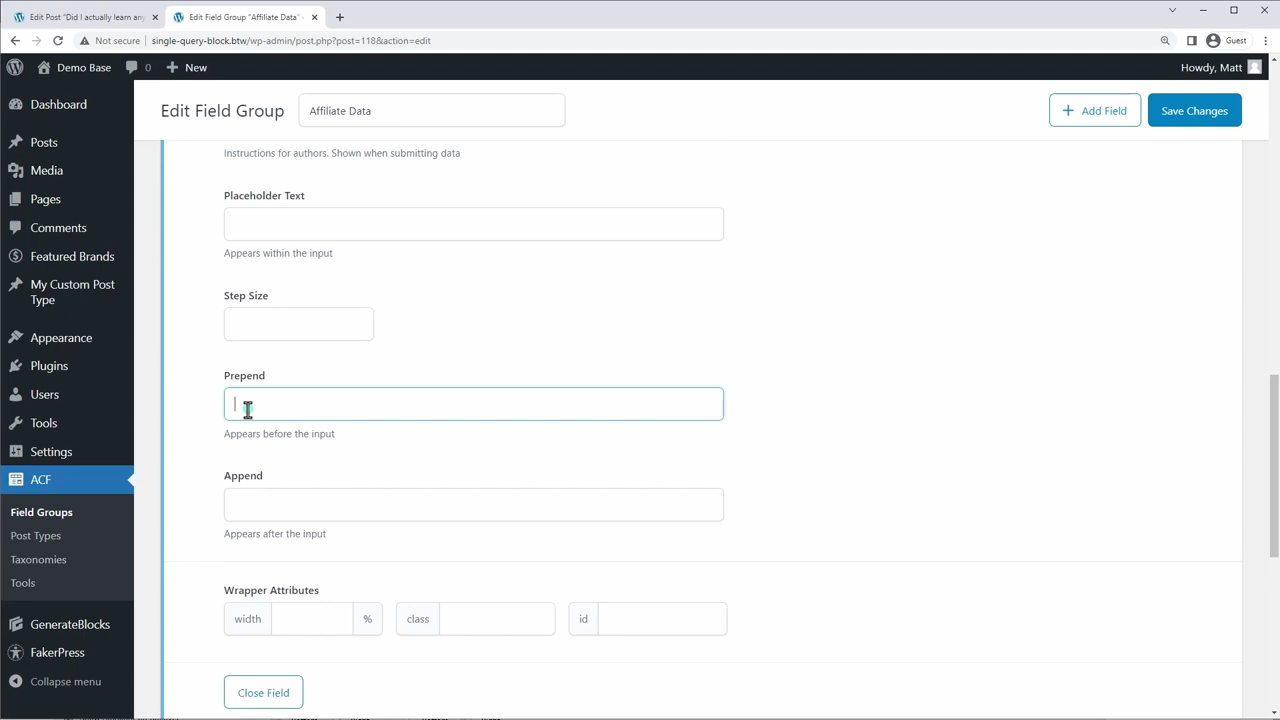 Edit Post "Did I actually learn any
Edit Field Group "Affiliate Data"
Not secure
single-query-block.btw/wp-admin/post.php?post=118&action=edit
Guest
Demo Base
0
New
Howdy, Matt
Dashboard
Posts
Media
Pages
Comments
Featured Brands
My Custom Post
Type
Appearance
Plugins
Users
Tools
Settings
ACF
Field Groups
Post Types
Taxonomies
Tools
GenerateBlocks
FakerPress
Collapse menu
Edit Field Group
Affiliate Data
Add Field
Save Changes
Instructions for authors. Shown when submitting data
Placeholder Text
Appears within the input
Step Size
Prepend
Appears before the input
Append
Appears after the input
Wrapper Attributes
width
%
class
id
Close Field